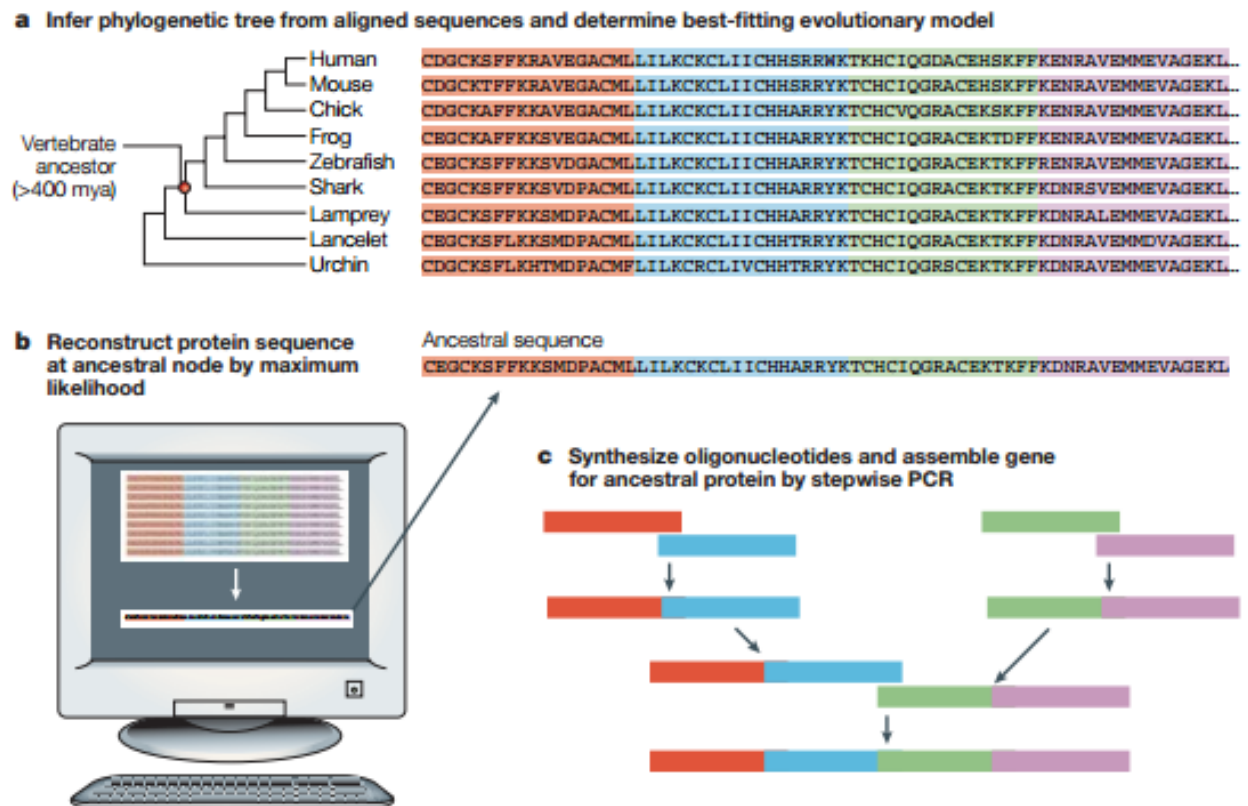 a Infer phylogenetic tree from aligned sequences and determine best-fitting evolutionary model
Human CDGCKSFFKRAVEGACMLLILKCKCLIICHHSRRWKTKHCIQGDACEHSKFFKENRAVEMMEVAGEKL...
Mouse CDGCKTFFKRAVEGACMLLILKCKCLIICHHSRRYKTCHCIQGRACEHSKFFKENRAVEMMEVAGEKL...
Chick CDGCKAFFKKAVEGACMLLILKCKCLIICHHARRYKTCHCVQGRACEKSKFFKENRAVEMMEVAGEKL...
Frog CEGCKAFFKKSVEGACMLLILKCKCLIICHHARRYKTCHCIQGRACEKTDFFKENRAVEMMEVAGEKL...
Zebrafish CEGCKSFFKKSVDGACMLLILKCKCLIICHHARRYKTCHCIQGRACEKTKFFRENRAVEMMEVAGEKL...
Shark CEGCKSFFKKSVDPACMLLILKCKCLIICHHARRYKTCHCIQGRACEKTKFFKDNRSVEMMEVAGEKL...
Lamprey CEGCKSFFKKSMDPACMLLILKCKCLIICHHARRYKTCHCIQGRACEKTKFFKDNRALEMMEVAGEKL...
Lancelet CEGCKSFLKKSMDPACMLLILKCKCLIICHHTRRYKTCHCIQGRACEKTKFFKDNRAVEMMDVAGEKL...
Urchin CDGCKSFLKHTMDPACMFLILKCRCLIVCHHTRRYKTCHCIQGRSCEKTKFFKDNRAVEMMEVAGEKL...
Vertebrate
ancestor
(>400 mya)
b Reconstruct protein sequence
at ancestral node by maximum
likelihood
Ancestral sequence
CEGCKSFFKKSMDPACMLLILKCKCLIICHHARRYKTCHCIQGRACEKTKFFKDNRAVEMMEVAGEKL
c Synthesize oligonucleotides and assemble gene
for ancestral protein by stepwise PCR